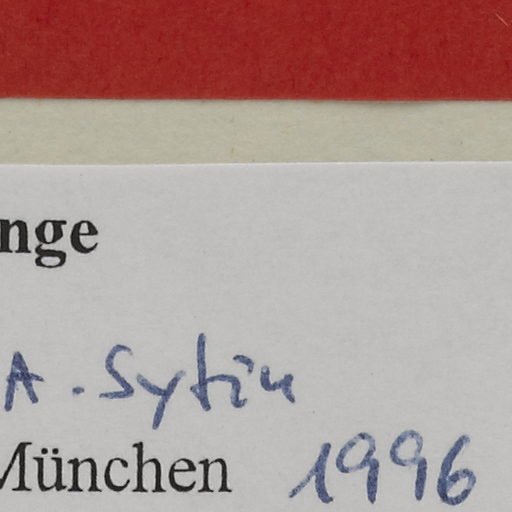 nge
A. Sytin
München 1996